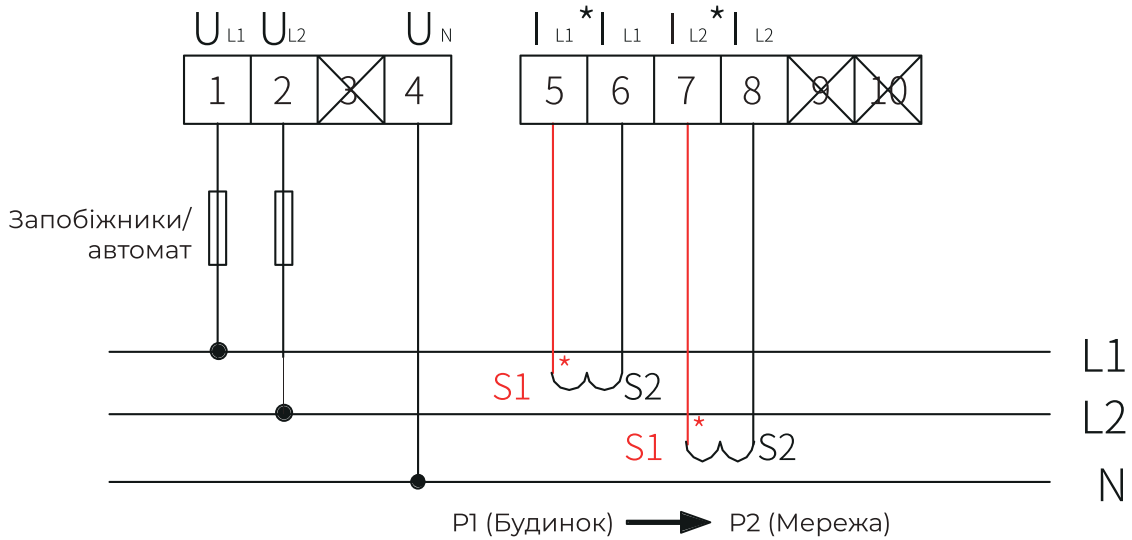 U L1 U L2 U N I L1 * I L1 I L2 * I L2
1 2 3 4 5 6 7 8 9 10
Запобіжники/
автомат
L1
* S1 S2
L2
* S1 S2
N
P1 (Будинок) P2 (Мережа)